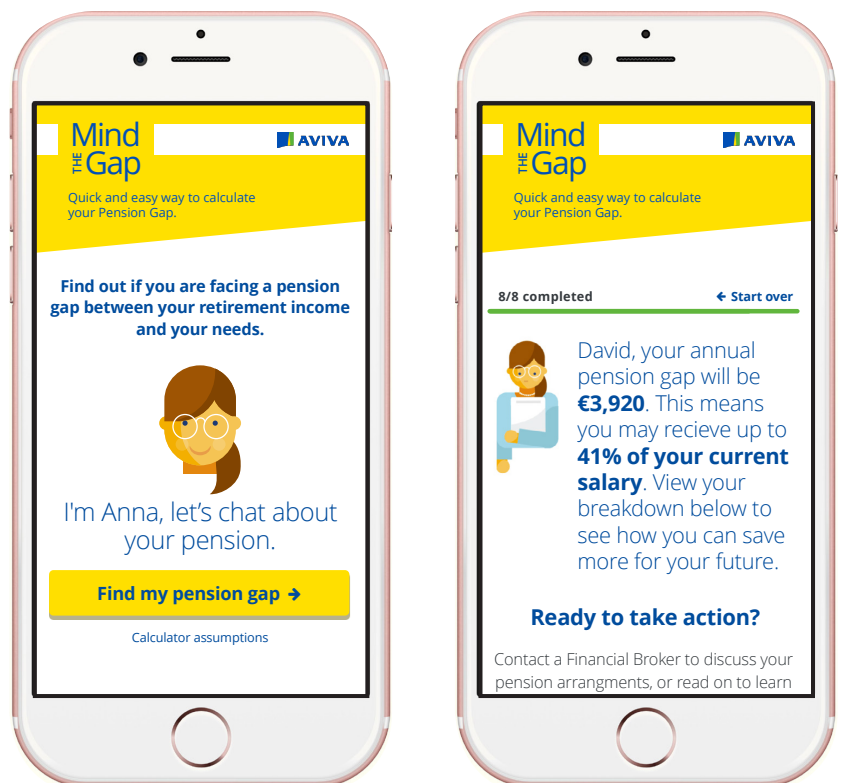 Mind
THE Gap
AVIVA
Quick and easy way to calculate
your Pension Gap.
Find out if you are facing a pension
gap between your retirement income
and your needs.
I'm Anna, let’s chat about
your pension.
Find my pension gap →
Calculator assumptions
Mind
THE Gap
AVIVA
Quick and easy way to calculate
your Pension Gap.
8/8 completed
← Start over
David, your annual
pension gap will be
€3,920. This means
you may recieve up to
41% of your current
salary. View your
breakdown below to
see how you can save
more for your future.
Ready to take action?
Contact a Financial Broker to discuss your
pension arrangments, or read on to learn